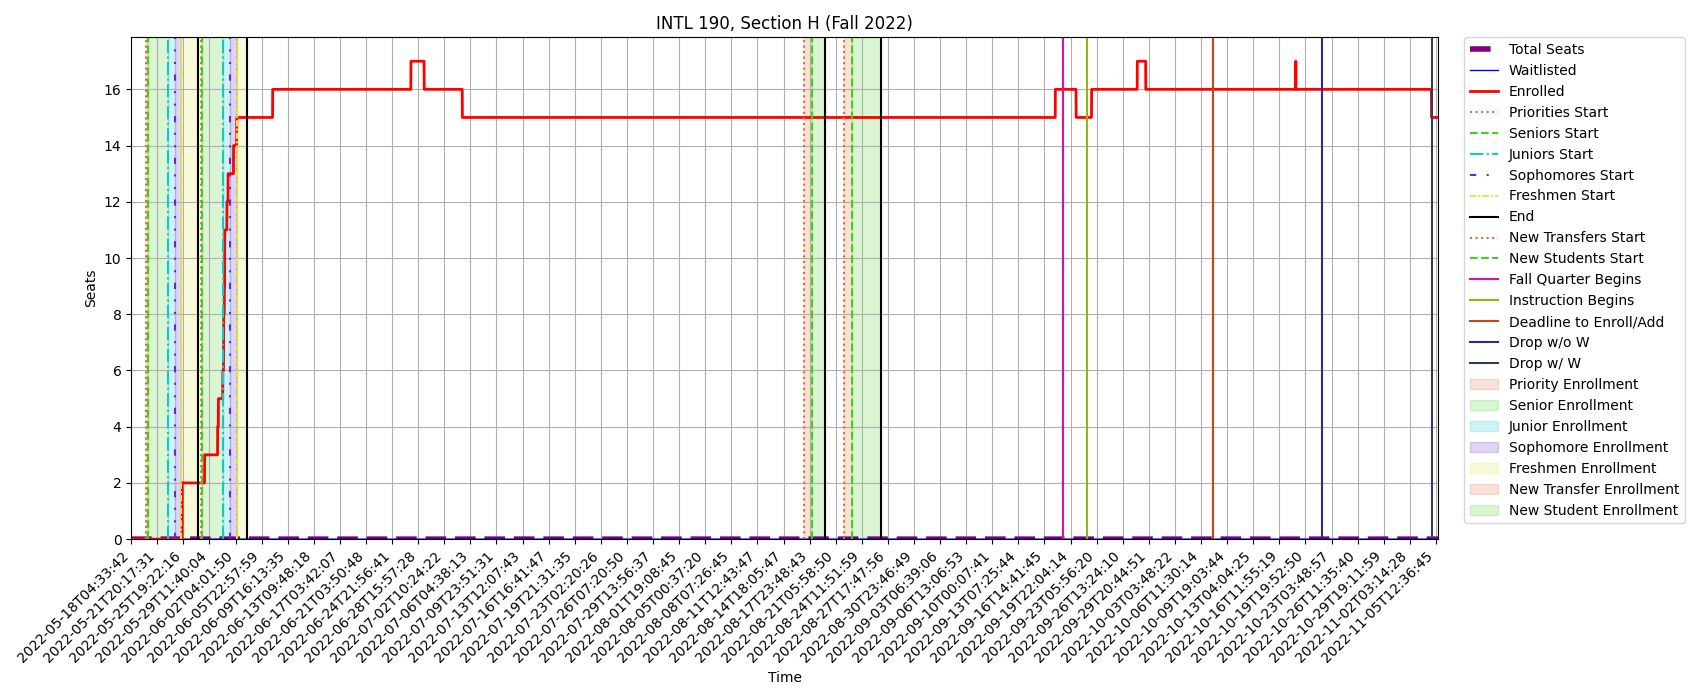 INTL 190, Section H (Fall 2022)
Seats
16
14
12
10
8
6
4
2
0
2022-05-18T04:33:42
2022-05-21T20:17:31
2022-05-25T19:22:16
2022-05-29T11:40:04
2022-06-02T04:01:50
2022-06-05T22:57:59
2022-06-09T16:13:35
2022-06-13T09:48:18
2022-06-17T03:42:07
2022-06-21T03:50:48
2022-06-24T21:56:41
2022-06-28T15:57:28
2022-07-02T10:24:22
2022-07-06T04:38:13
2022-07-09T23:51:31
2022-07-13T12:07:43
2022-07-16T16:41:47
2022-07-19T21:31:35
2022-07-23T02:20:26
2022-07-26T07:20:50
2022-07-29T13:56:37
2022-08-01T19:08:45
2022-08-05T00:37:20
2022-08-08T07:26:45
2022-08-11T12:43:47
2022-08-14T18:05:47
2022-08-17T23:48:43
2022-08-21T05:58:50
2022-08-24T11:51:59
2022-08-27T17:47:56
2022-08-30T23:46:49
2022-09-03T06:39:06
2022-09-06T13:06:53
2022-09-10T00:07:41
2022-09-13T07:25:44
2022-09-16T14:41:45
2022-09-19T22:04:14
2022-09-23T05:56:20
2022-09-26T13:24:10
2022-09-29T20:44:51
2022-10-03T03:48:22
2022-10-06T11:30:14
2022-10-09T19:03:44
2022-10-13T04:04:25
2022-10-16T11:55:19
2022-10-19T19:52:50
2022-10-23T03:48:57
2022-10-26T11:35:40
2022-10-29T19:11:59
2022-11-02T03:14:28
2022-11-05T12:36:45
Time
Total Seats
Waitlisted
Enrolled
Priorities Start
Seniors Start
Juniors Start
Sophomores Start
Freshmen Start
End
New Transfers Start
New Students Start
Fall Quarter Begins
Instruction Begins
Deadline to Enroll/Add
Drop w/o W
Drop w/ W
Priority Enrollment
Senior Enrollment
Junior Enrollment
Sophomore Enrollment
Freshmen Enrollment
New Transfer Enrollment
New Student Enrollment